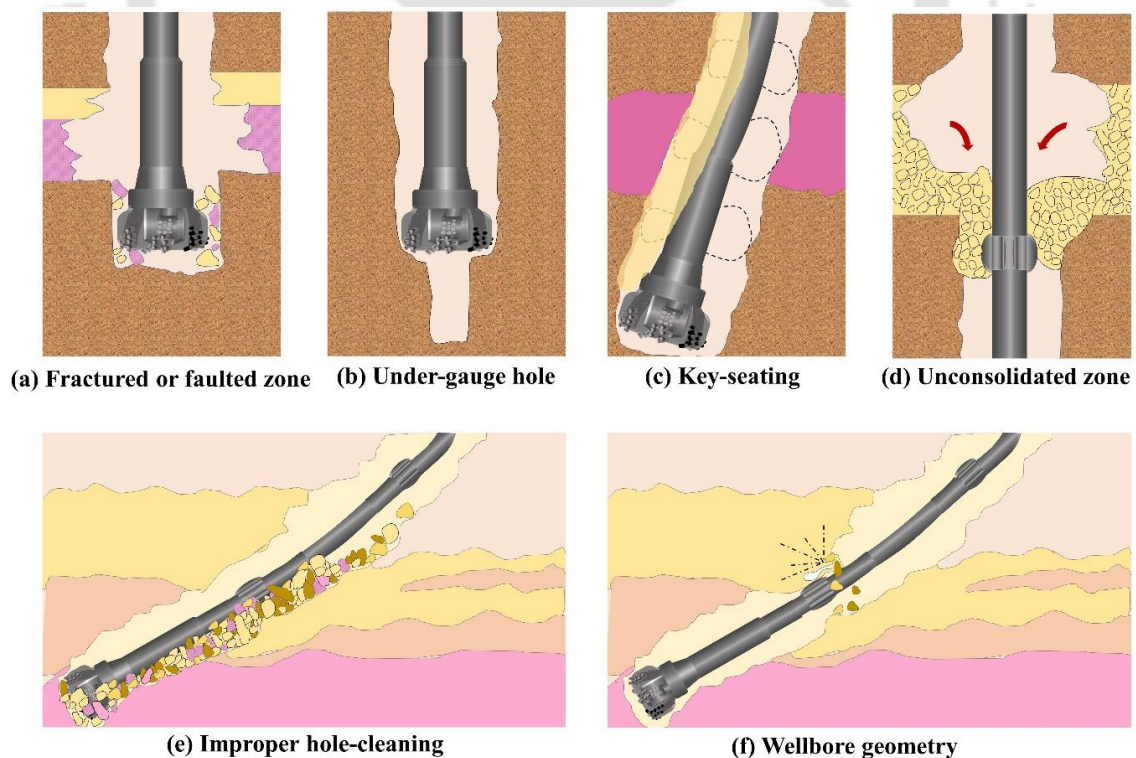 (a) Fractured or faulted zone
(b) Under-gauge hole
(c) Key-seating
(d) Unconsolidated zone
(e) Improper hole-cleaning
(f) Wellbore geometry